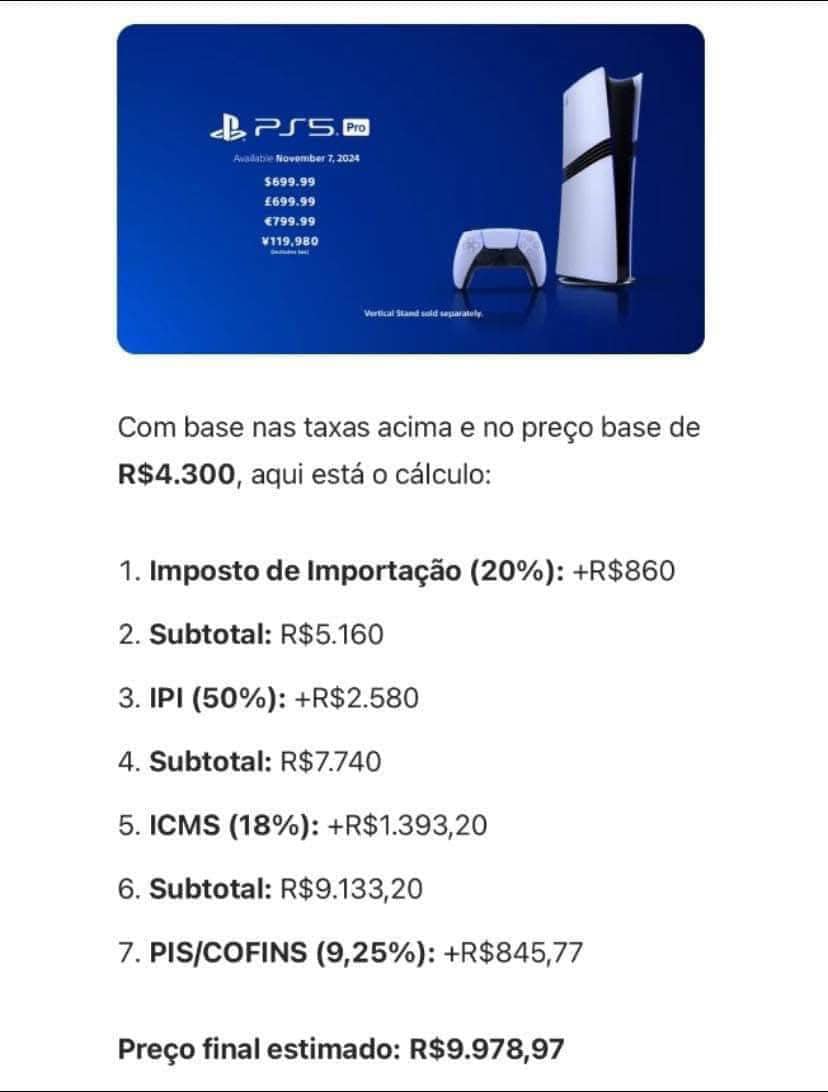 PS5 Pro
Available November 7, 2024
$699.99
£699.99
€799.99
¥119,980
(includes tax)
Vertical Stand sold separately.
Com base nas taxas acima e no preço base de
R$4.300, aqui está o cálculo:
1. Imposto de Importação (20%): +R$860
2. Subtotal: R$5.160
3. IPI (50%): +R$2.580
4. Subtotal: R$7.740
5. ICMS (18%): +R$1.393,20
6. Subtotal: R$9.133,20
7. PIS/COFINS (9,25%): +R$845,77
Preço final estimado: R$9.978,97